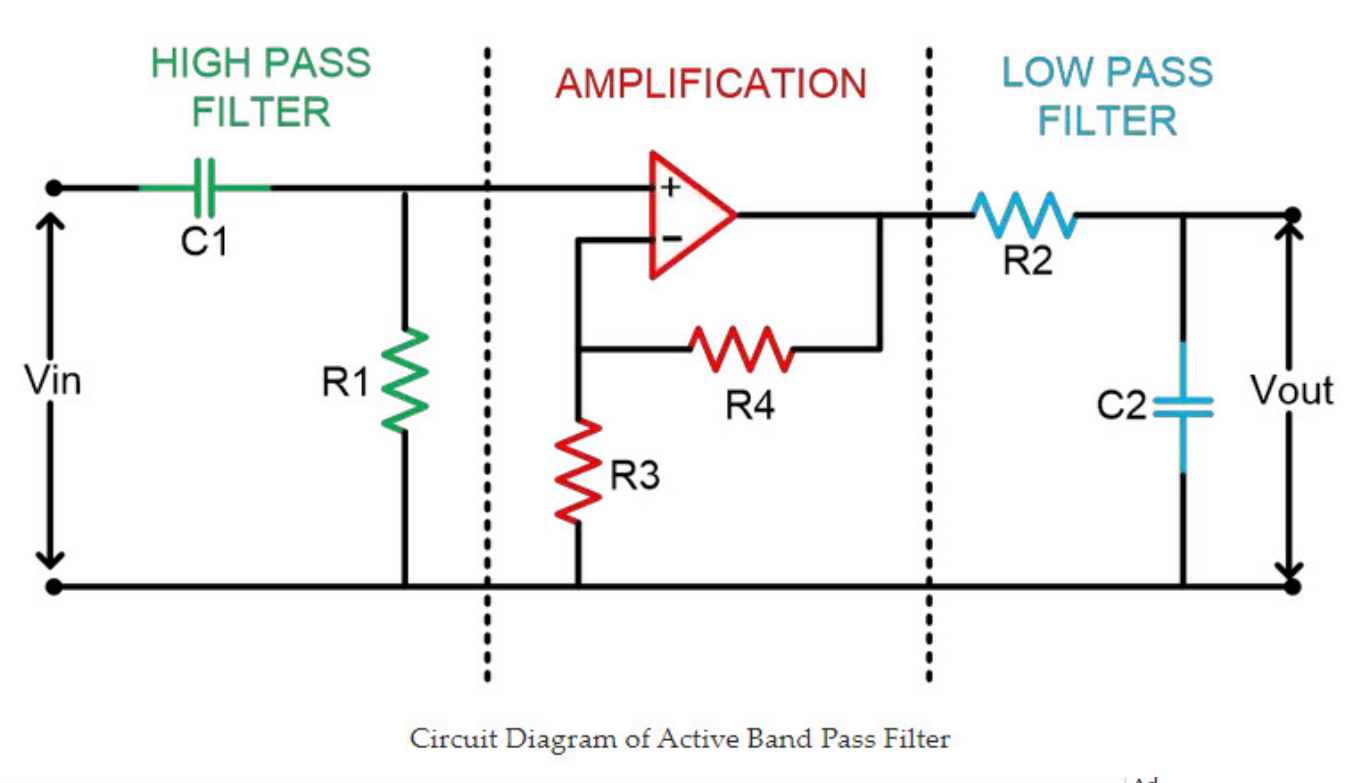 HIGH PASS
FILTER
AMPLIFICATION
LOW PASS
FILTER
C1
+
−
R2
Vin
R1
R4
C2
Vout
R3
Circuit Diagram of Active Band Pass Filter